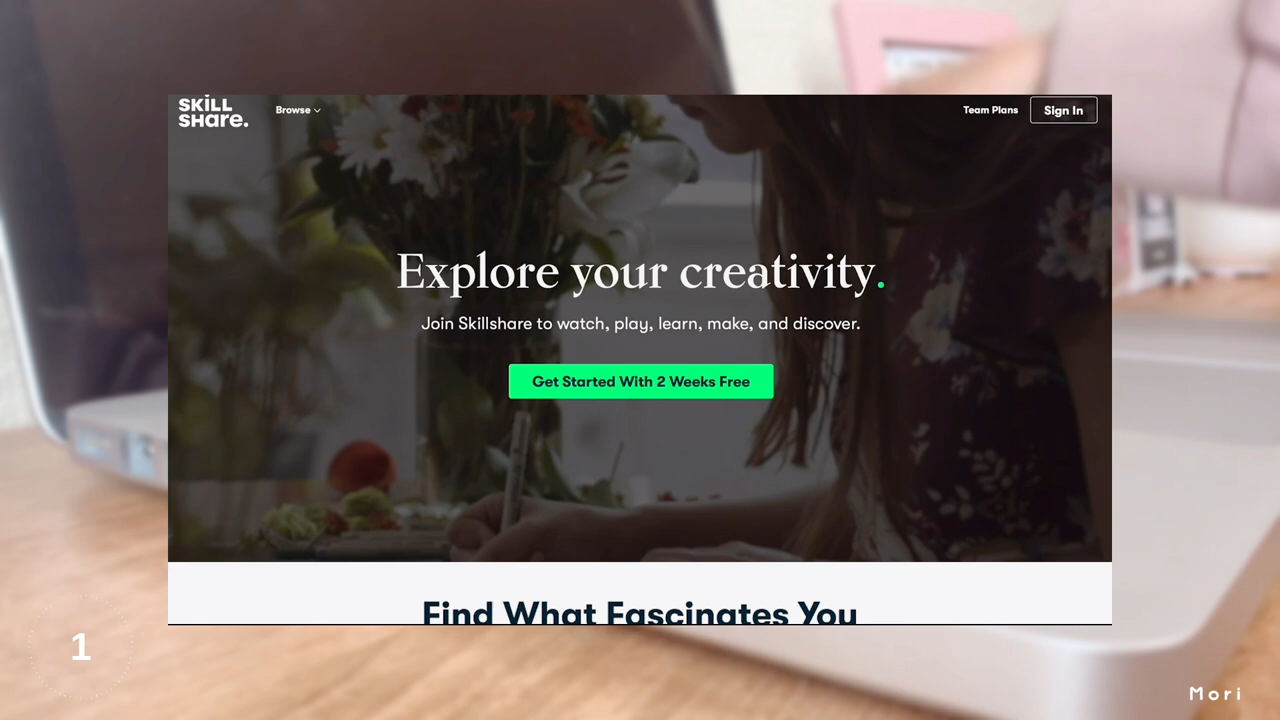 SKILL
SHare.
Browse
Team Plans
Sign In
Explore your creativity.
Join Skillshare to watch, play, learn, make, and discover.
Get Started With 2 Weeks Free
Find What Fascinates You
1
Mori